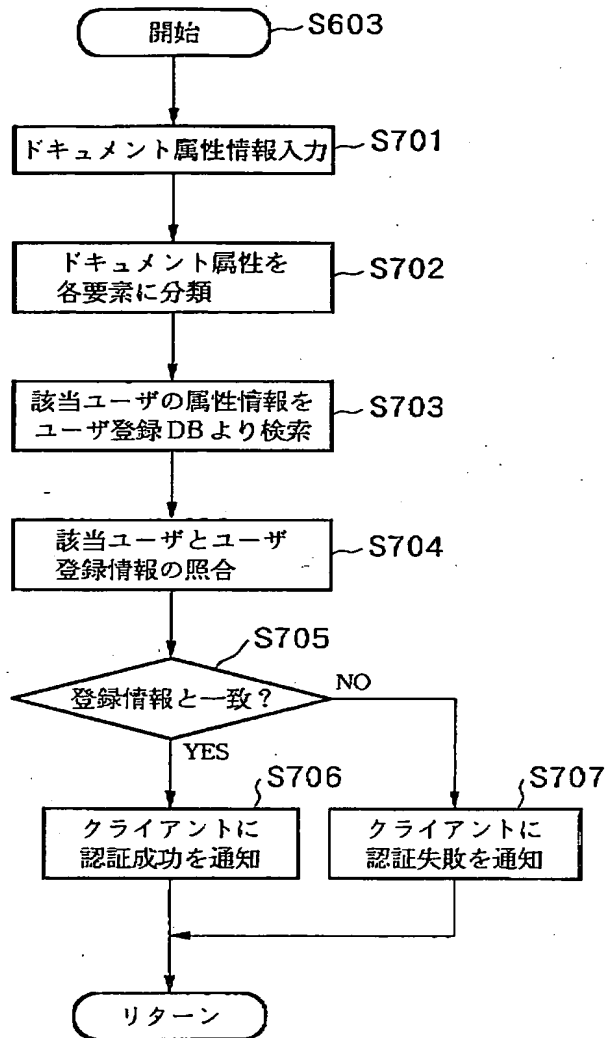 開始
S603
ドキュメント属性情報入力
S701
ドキュメント属性を
各要素に分類
S702
該当ユーザの属性情報を
ユーザ登録DBより検索
S703
該当ユーザとユーザ
登録情報の照合
S704
S705
登録情報と一致?
NO
YES
S706
クライアントに
認証成功を通知
S707
クライアントに
認証失敗を通知
リターン